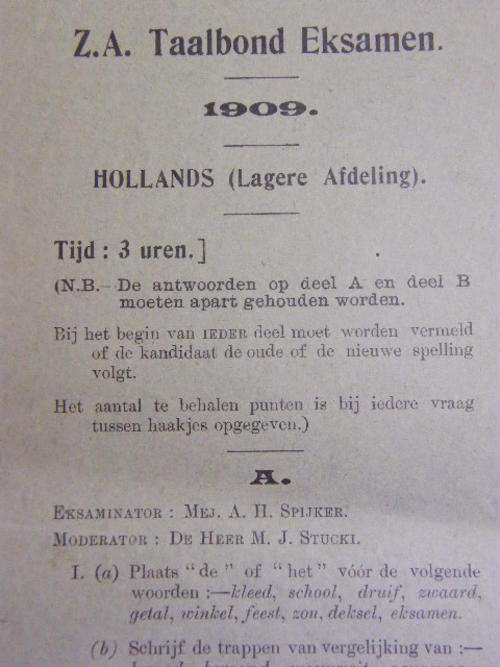 Z.A. Taalbond Eksamen.
1909.
HOLLANDS (Lagere Afdeling).
Tijd : 3 uren.]
(N.B.- De antwoorden op deel A en deel B
moeten apart gehouden worden.
Bij het begin van IEDER deel moet worden vermeld
of de kandidaat de oude of de nieuwe spelling
volgt.
Het aantal te behalen punten is bij iedere vraag
tussen haakjes opgegeven.)
A.
EKSAMINATOR : MEJ. A. H. SPIJKER.
MODERATOR : DE HEER M. J. STUCKI.
I. (a) Plaats "de" of "het" vóór de volgende
woorden :—kleed, school, druif, zwaard,
getal, winkel, feest, zon, deksel, eksamen.
(b) Schrijf de trappen van vergelijking van :—